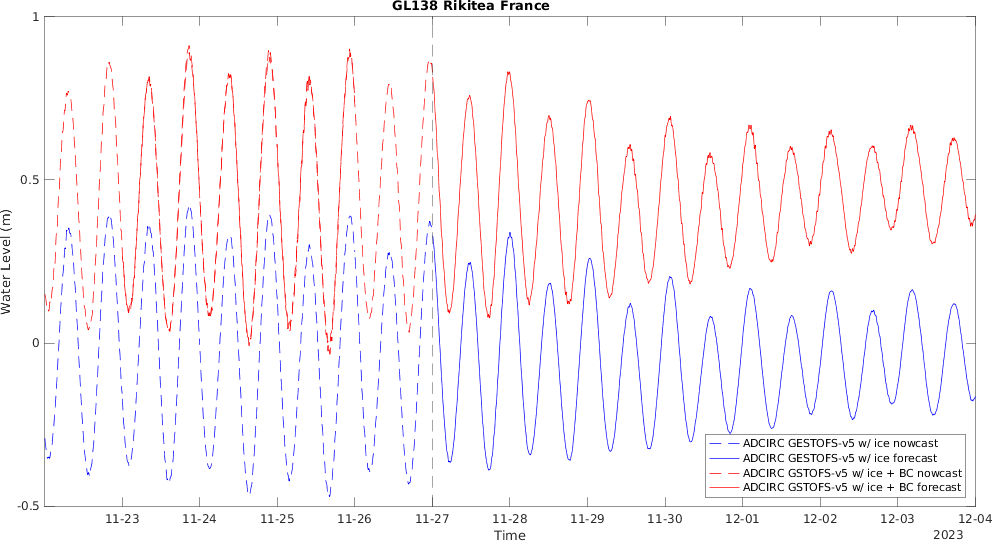 GL138 Rikitea France
Water Level (m)
1
0.5
0
-0.5
ADCIRC GESTOFS-v5 w/ ice nowcast
ADCIRC GESTOFS-v5 w/ ice forecast
ADCIRC GSTOFS-v5 w/ ice + BC nowcast
ADCIRC GSTOFS-v5 w/ ice + BC forecast
11-23 11-24 11-25 11-26 11-27 11-28 11-29 11-30 12-01 12-02 12-03 12-04
Time
2023